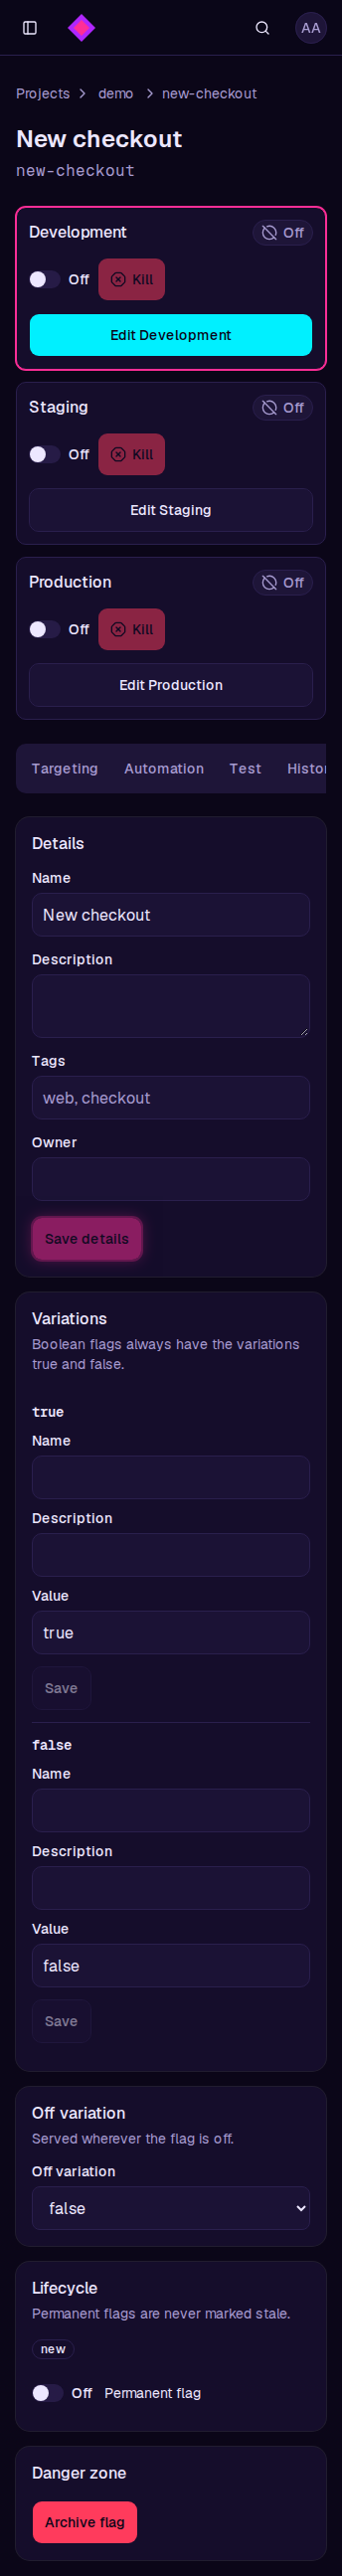 AA
Projects > demo > new-checkout
New checkout
new-checkout
Development Off
Off Kill
Edit Development
Staging Off
Off Kill
Edit Staging
Production Off
Off Kill
Edit Production
Targeting Automation Test Histor
Details
Name
New checkout
Description
Tags
web, checkout
Owner
Save details
Variations
Boolean flags always have the variations
true and false.
true
Name
Description
Value
true
Save
false
Name
Description
Value
false
Save
Off variation
Served wherever the flag is off.
Off variation
false
Lifecycle
Permanent flags are never marked stale.
new
Off Permanent flag
Danger zone
Archive flag